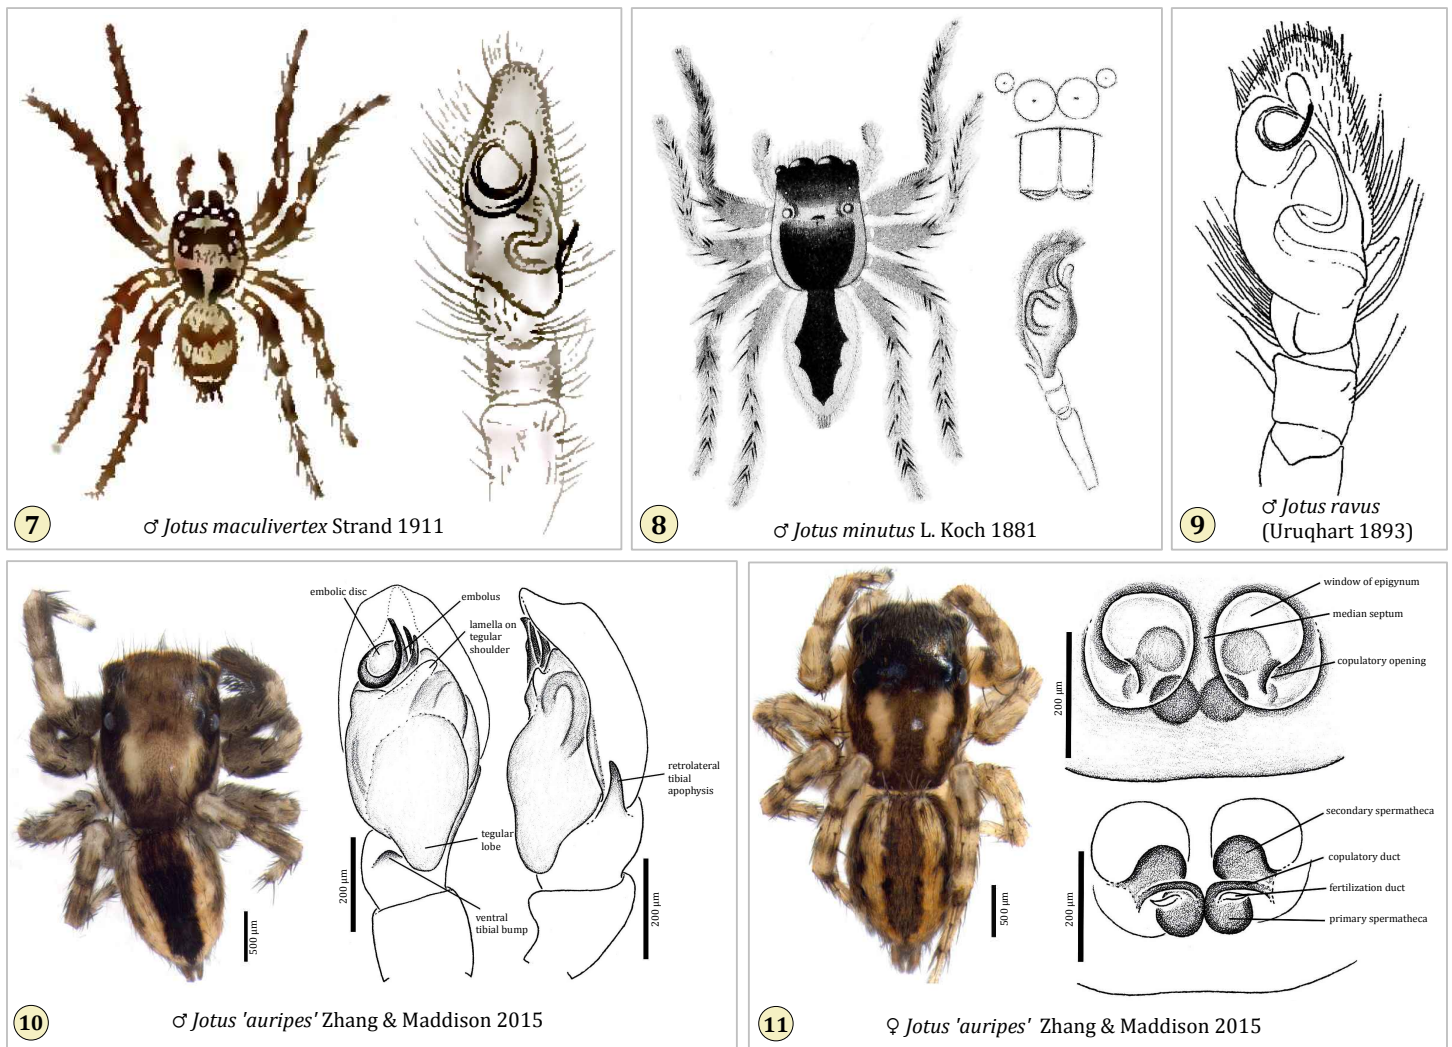 7
♂ Jotus maculivertex Strand 1911
8
♂ Jotus minutus L. Koch 1881
9
♂ Jotus ravus
(Uruqhart 1893)
embolic disc
embolus
lamella on
tegular
shoulder
retrolateral
tibial
apophysis
tegular
lobe
ventral
tibial bump
500 µm
200 µm
200 µm
10
♂ Jotus 'auripes' Zhang & Maddison 2015
window of epigynum
median septum
copulatory opening
200 µm
secondary spermatheca
copulatory duct
fertilization duct
primary spermatheca
500 µm
200 µm
11
♀ Jotus 'auripes' Zhang & Maddison 2015